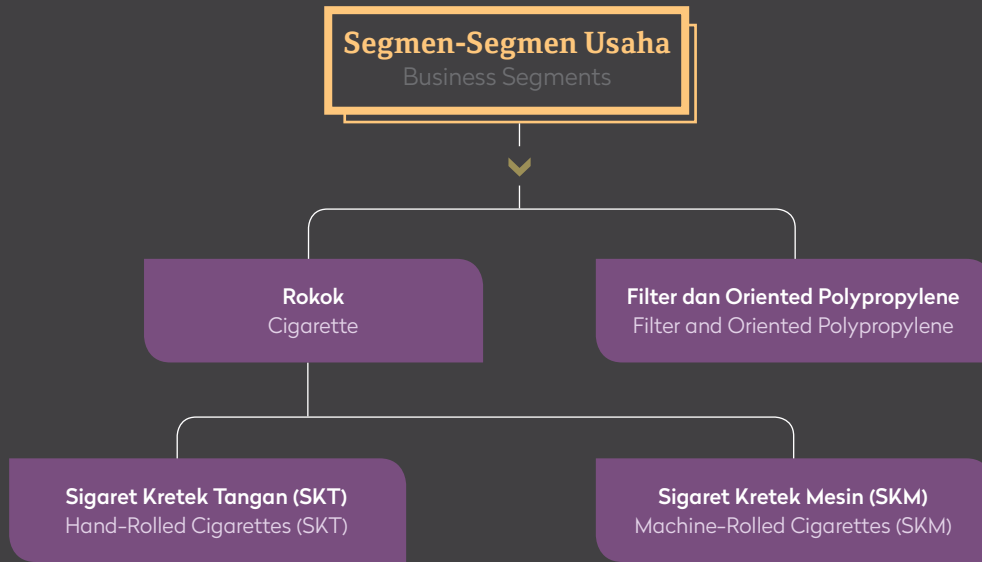 Segmen-Segmen Usaha
Business Segments
Rokok
Cigarette
Filter dan Oriented Polypropylene
Filter and Oriented Polypropylene
Sigaret Kretek Tangan (SKT)
Hand-Rolled Cigarettes (SKT)
Sigaret Kretek Mesin (SKM)
Machine-Rolled Cigarettes (SKM)